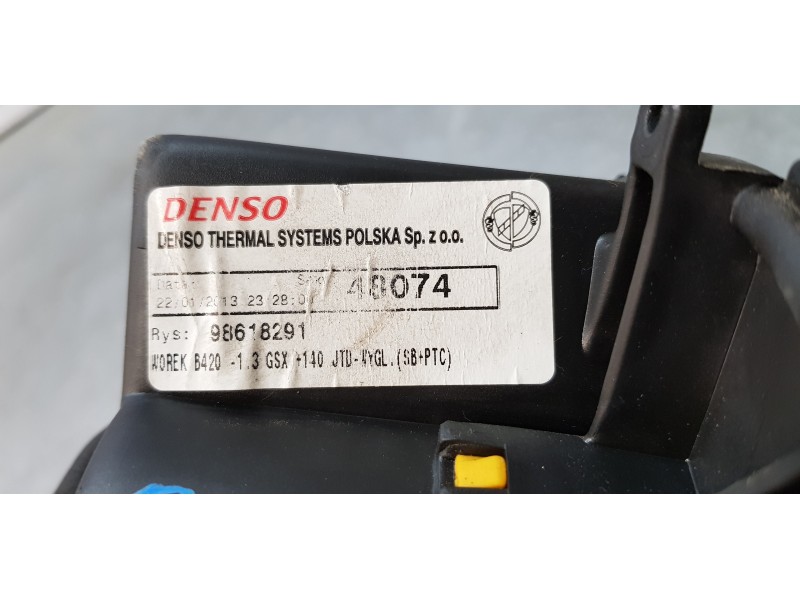 DENSO
DENSO THERMAL SYSTEMS POLSKA Sp. z o.o.
Data: 48074
22/01/2013 23:28:0
Rys: 98618291
WOREK B420 -1.3 GSX +140 JTD-WYGL.(SB+PTC)